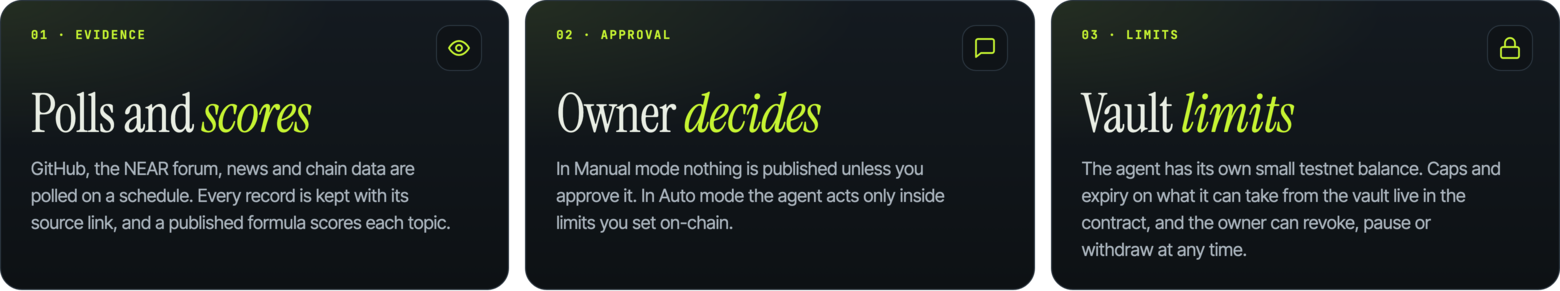 01 · EVIDENCE
Polls and scores
GitHub, the NEAR forum, news and chain data are
polled on a schedule. Every record is kept with its
source link, and a published formula scores each topic.
02 · APPROVAL
Owner decides
In Manual mode nothing is published unless you
approve it. In Auto mode the agent acts only inside
limits you set on-chain.
03 · LIMITS
Vault limits
The agent has its own small testnet balance. Caps and
expiry on what it can take from the vault live in the
contract, and the owner can revoke, pause or
withdraw at any time.